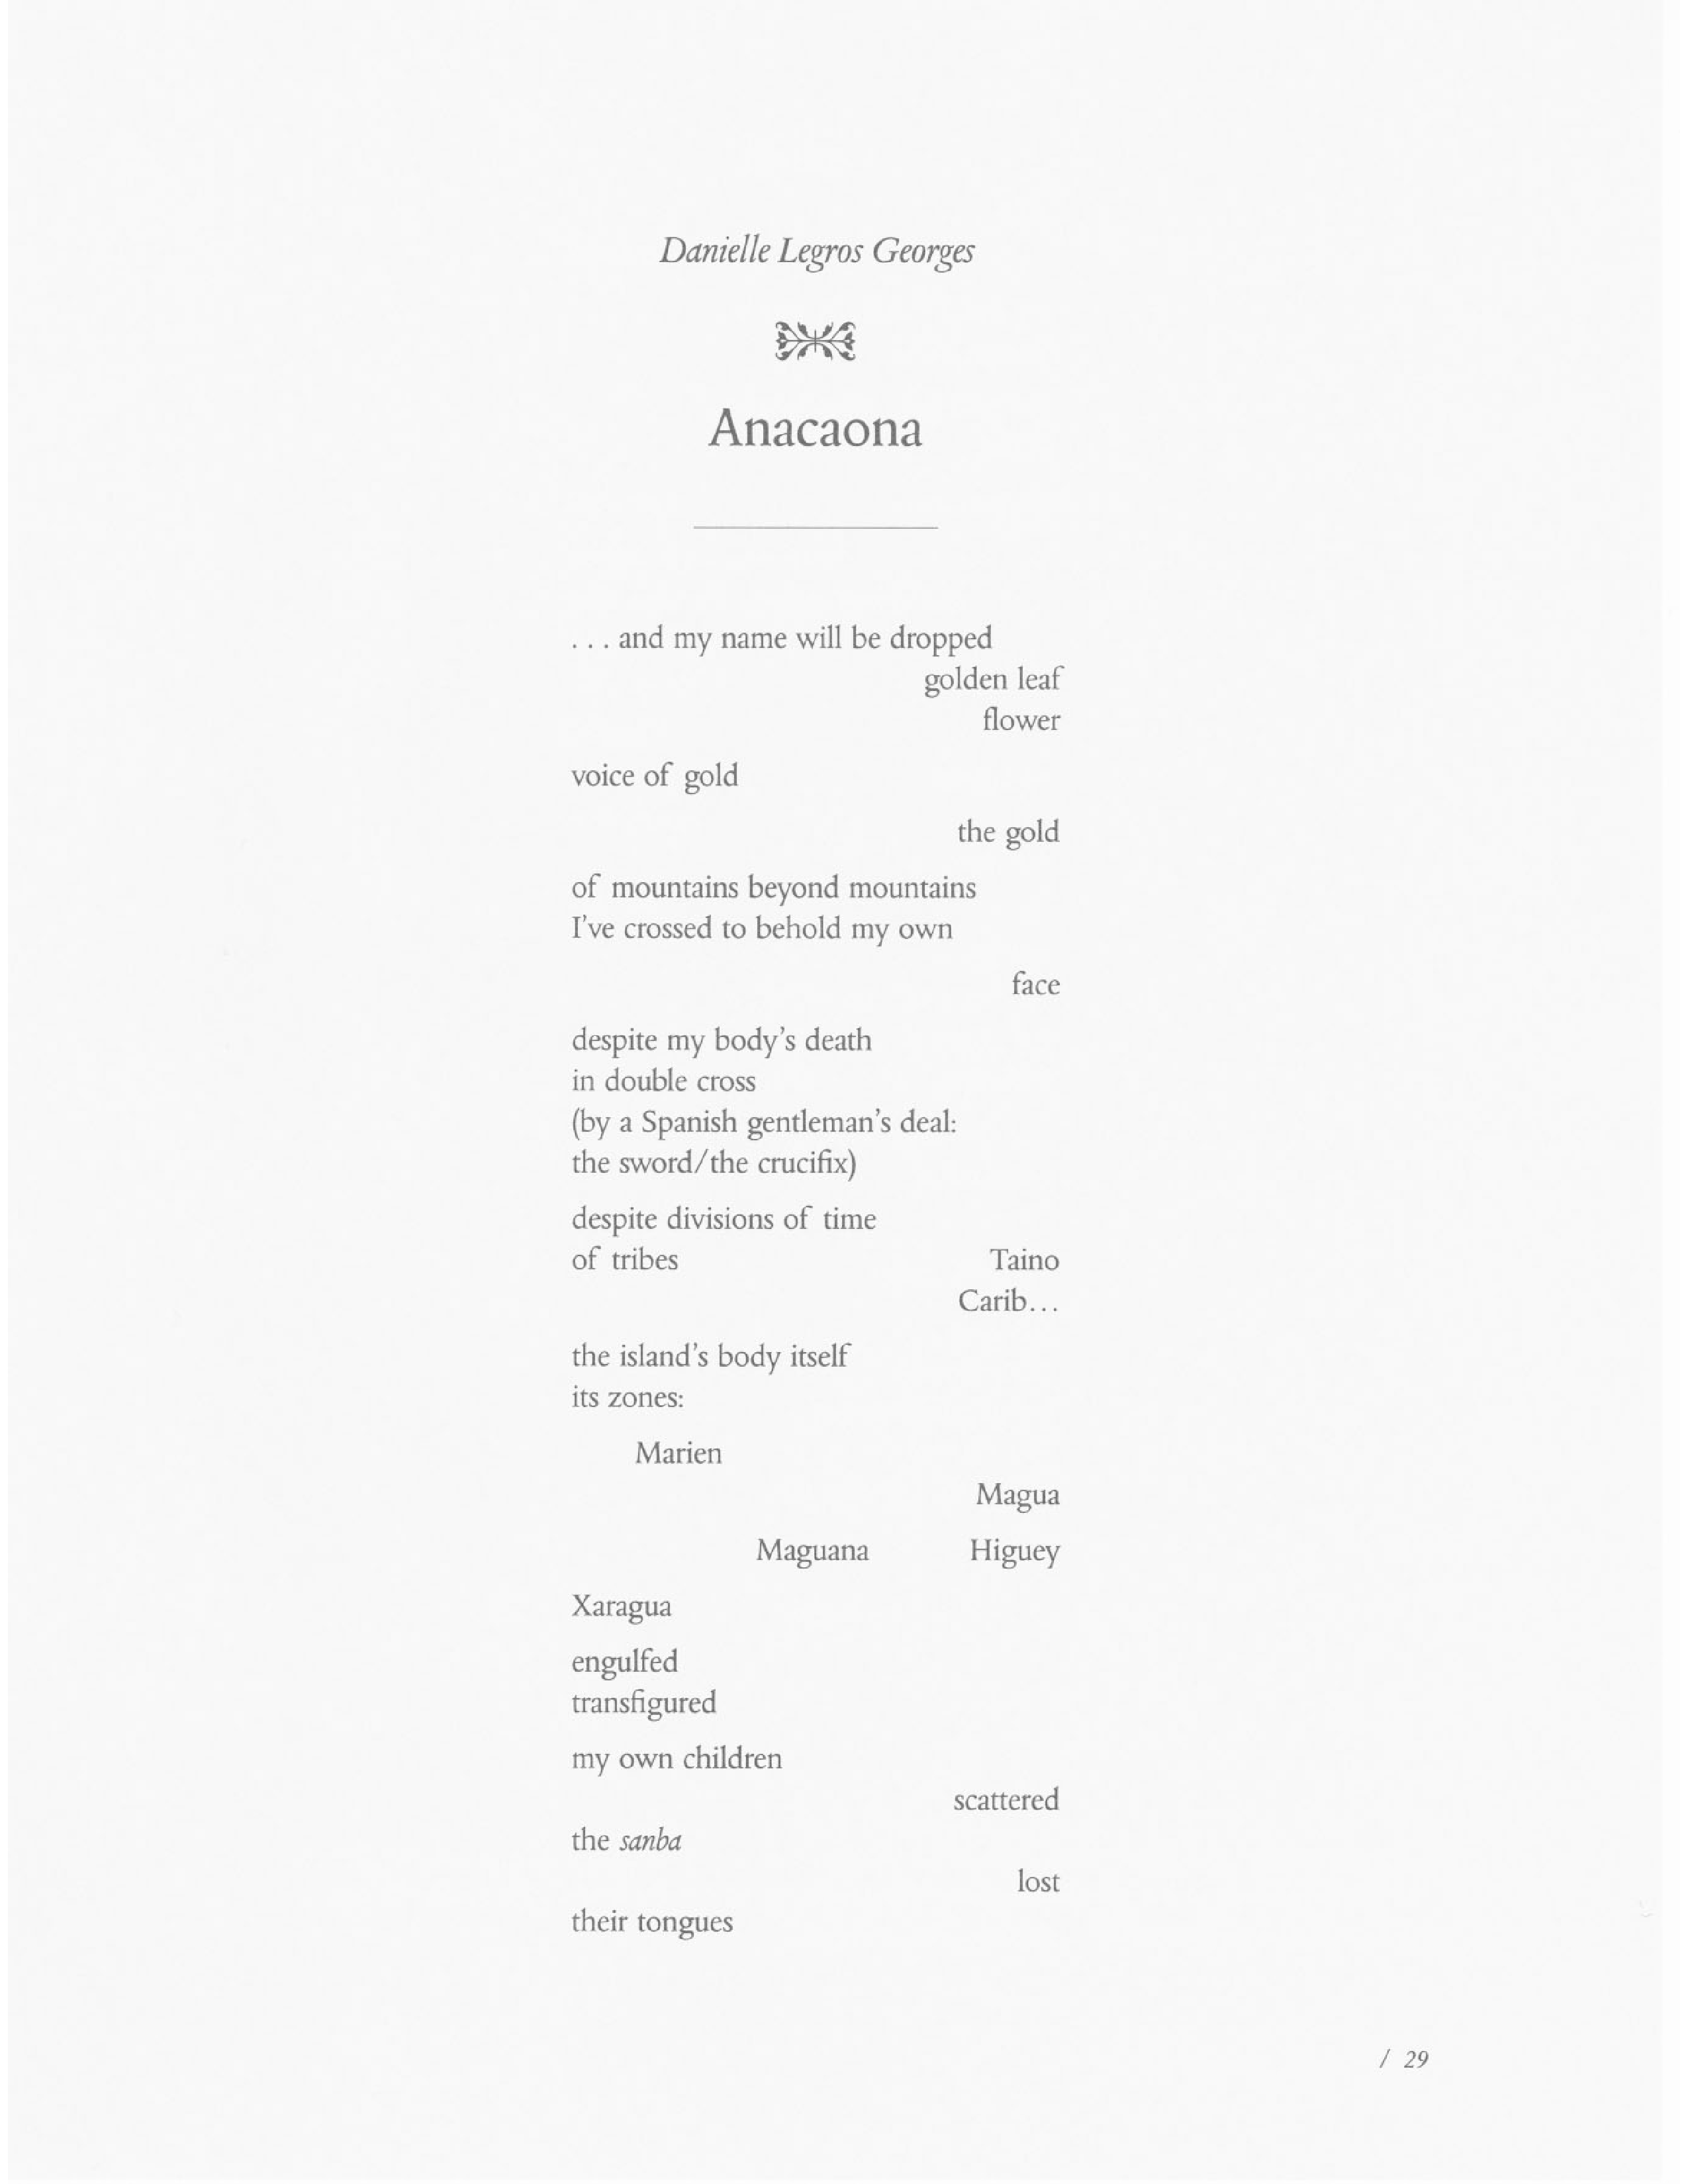 Danielle Legros Georges
Anacaona
. . . and my name will be dropped
golden leaf
flower
voice of gold
the gold
of mountains beyond mountains
I've crossed to behold my own
face
despite my body's death
in double cross
(by a Spanish gentleman's deal:
the sword/the crucifix)
despite divisions of time
of tribes Taino
Carib...
the island's body itself
its zones:
Marien
Magua
Maguana Higuey
Xaragua
engulfed
transfigured
my own children
scattered
the sanba
lost
their tongues
/ 29